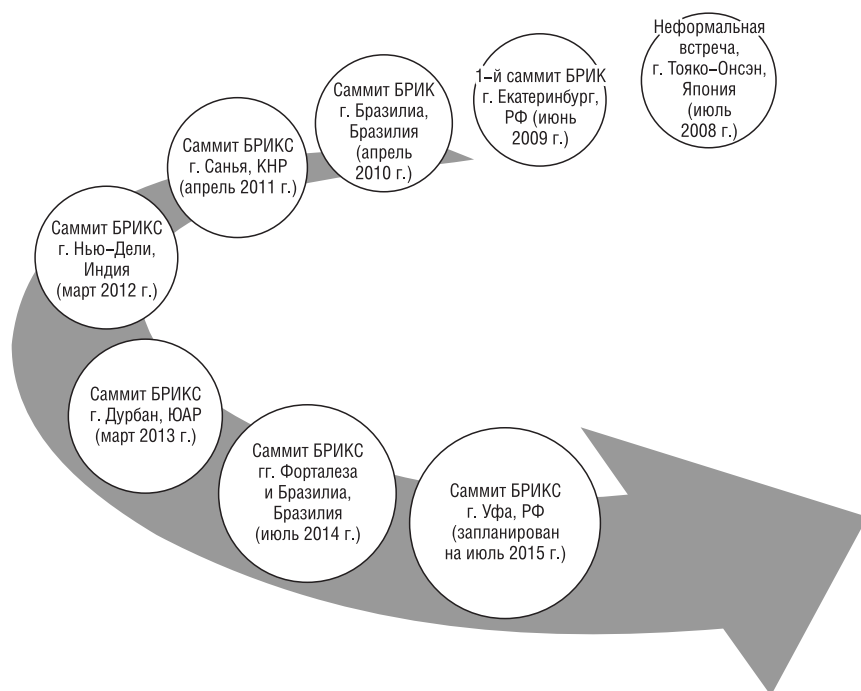 Неформальная
встреча,
г. Тояко–Онсэн,
Япония
(июль
2008 г.)
1–й саммит БРИК
г. Екатеринбург,
РФ (июнь
2009 г.)
Саммит БРИК
г. Бразилиа,
Бразилия
(апрель
2010 г.)
Саммит БРИКС
г. Санья, КНР
(апрель 2011 г.)
Саммит БРИКС
г. Нью–Дели,
Индия
(март 2012 г.)
Саммит БРИКС
г. Дурбан, ЮАР
(март 2013 г.)
Саммит БРИКС
гг. Форталеза
и Бразилиа,
Бразилия
(июль 2014 г.)
Саммит БРИКС
г. Уфа, РФ
(запланирован
на июль 2015 г.)